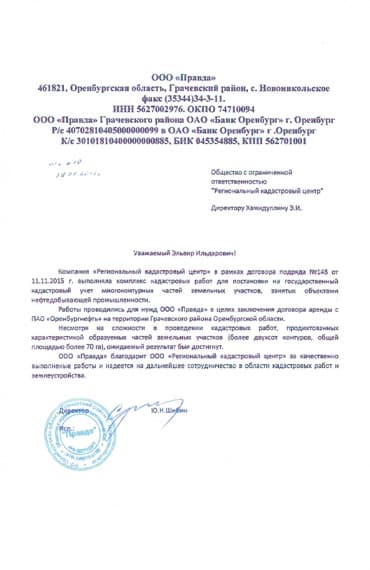 ООО «Правда»
461821, Оренбургская область, Грачевский район, с. Новоникольское
факс (35344)34-3-11.
ИНН 5627002976. ОКПО 74710094
ООО «Правда» Грачевского района ОАО «Банк Оренбург» г. Оренбург
Р/с 40702810405000000099 в ОАО «Банк Оренбург» г .Оренбург
К/с 30101810400000000885, БИК 045354885, КПП 562701001
Общество с ограниченной
ответственностью
"Региональный кадастровый центр"
Директору Хамидуллину Э.И.
Уважаемый Эльвир Ильдарович!
Компания «Региональный кадастровый центр» в рамках договора подряда №148 от
11.11.2015 г. выполняла комплекс кадастровых работ для постановки на государственный
кадастровый учет многоконтурных частей земельных участков, занятых объектами
нефтедобывающей промышленности.
Работы проводились для нужд ООО «Правда» в целях заключения договора аренды с
ПАО «Оренбургнефть» на территории Грачевского района Оренбургской области.
Несмотря на сложности в проведении кадастровых работ, продиктованных
характеристикой образуемых частей земельных участков (более двухсот контуров, общей
площадью более 70 га), ожидаемый результат был достигнут.
ООО «Правда» благодарит ООО «Региональный кадастровый центр» за качественно
выполненные работы и надеется на дальнейшее сотрудничество в области кадастровых работ и
землеустройства.
Директор Ю.Н.Шибин
Исп.:
"Правда"